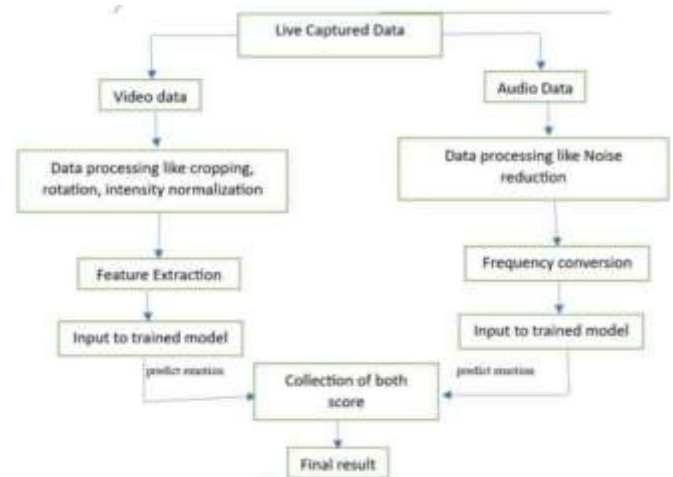 Live Captured Data
Video data
Audio Data
Data processing like cropping,
rotation, intensity normalization
Data processing like Noise
reduction
Feature Extraction
Frequency conversion
Input to trained model
Input to trained model
predict emotion
predict emotion
Collection of both
score
Final result